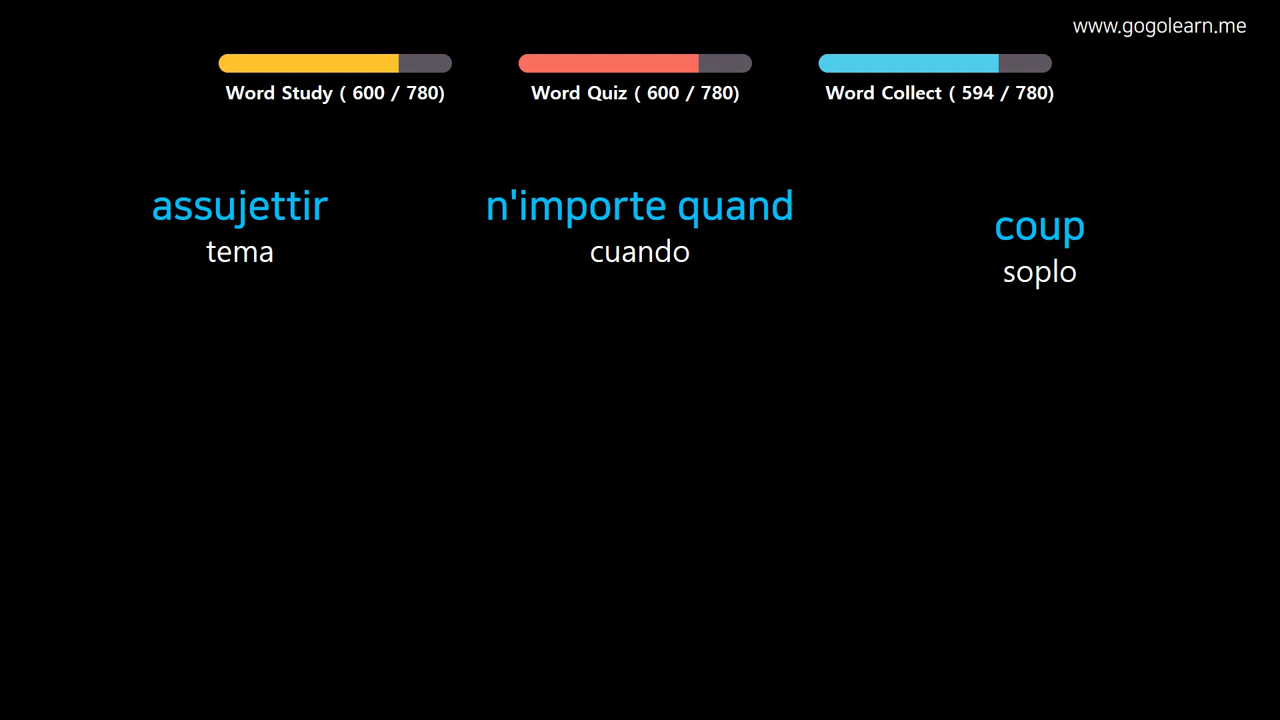 www.gogolearn.me
Word Study ( 600 / 780)
Word Quiz ( 600 / 780)
Word Collect ( 594 / 780)
assujettir
tema
n'importe quand
cuando
coup
soplo